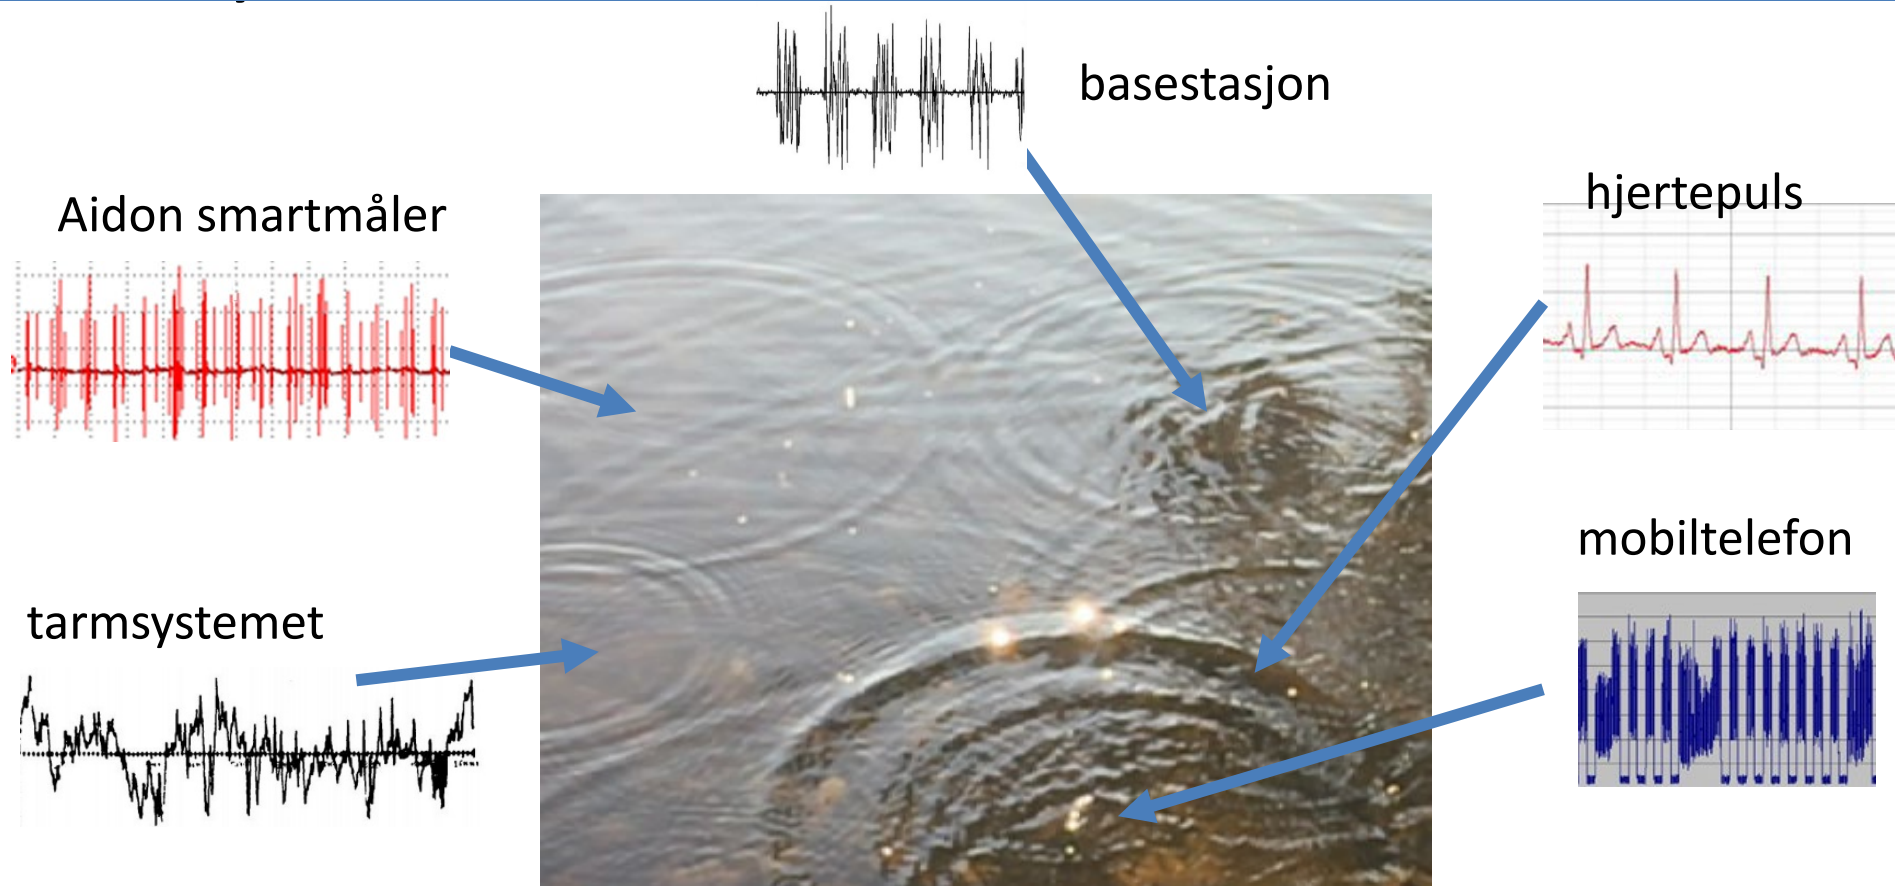 basestasjon
hjertepuls
Aidon smartmåler
mobiltelefon
tarmsystemet